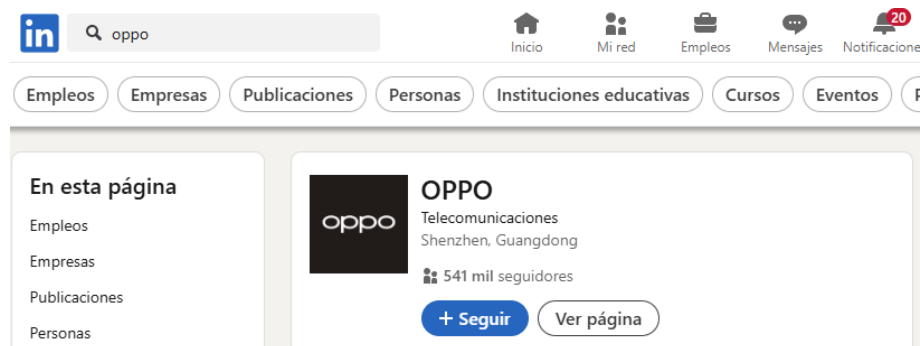 in
oppo
Inicio
Mi red
Empleos
Mensajes
20
Notificacione
Empleos
Empresas
Publicaciones
Personas
Instituciones educativas
Cursos
Eventos
En esta página
Empleos
Empresas
Publicaciones
Personas
oppo
OPPO
Telecomunicaciones
Shenzhen, Guangdong
541 mil seguidores
+ Seguir
Ver página